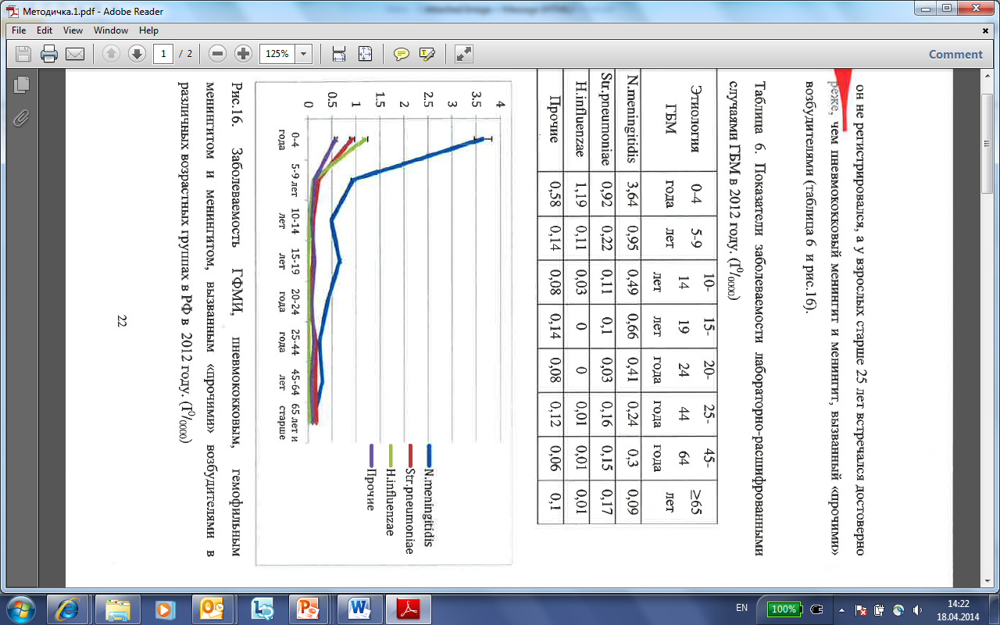 Методичка.1.pdf - Adobe Reader
File Edit View Window Help
1 / 2 125% Comment
он не регистрировался, а у взрослых старше 25 лет встречался достоверно
реже, чем пневмококковый менингит и менингит, вызванный «прочими»
возбудителями (таблица 6 и рис.16).
Таблица 6. Показатели заболеваемости лабораторно-расшифрованными
случаями ГБМ в 2012 году. (I⁰/₀₀₀₀)
Этиология ГБМ 0-4 года 5-9 лет 10-14 лет 15-19 лет 20-24 года 25-44 года 45-64 года ≥65 лет
N.meningitidis 3,64 0,95 0,49 0,66 0,41 0,24 0,3 0,09
Str.pneumoniae 0,92 0,22 0,11 0,1 0,03 0,16 0,15 0,17
H.influenzae 1,19 0,11 0,03 0 0 0,01 0,01 0,01
Прочие 0,58 0,14 0,08 0,14 0,08 0,12 0,06 0,1
4
3.5
3
2.5
2
1.5
1
0.5
0
0-4 года 5-9 лет 10-14 лет 15-19 лет 20-24 года 25-44 года 45-64 лет 65 лет и старше
N.meningitidis
Str.pneumoniae
H.influenzae
Прочие
Рис.16. Заболеваемость ГФМИ, пневмококковым, гемофильным
менингитом и менингитом, вызванным «прочими» возбудителями в
различных возрастных группах в РФ в 2012 году. (I⁰/₀₀₀₀)
22
EN 100% 14:22
18.04.2014